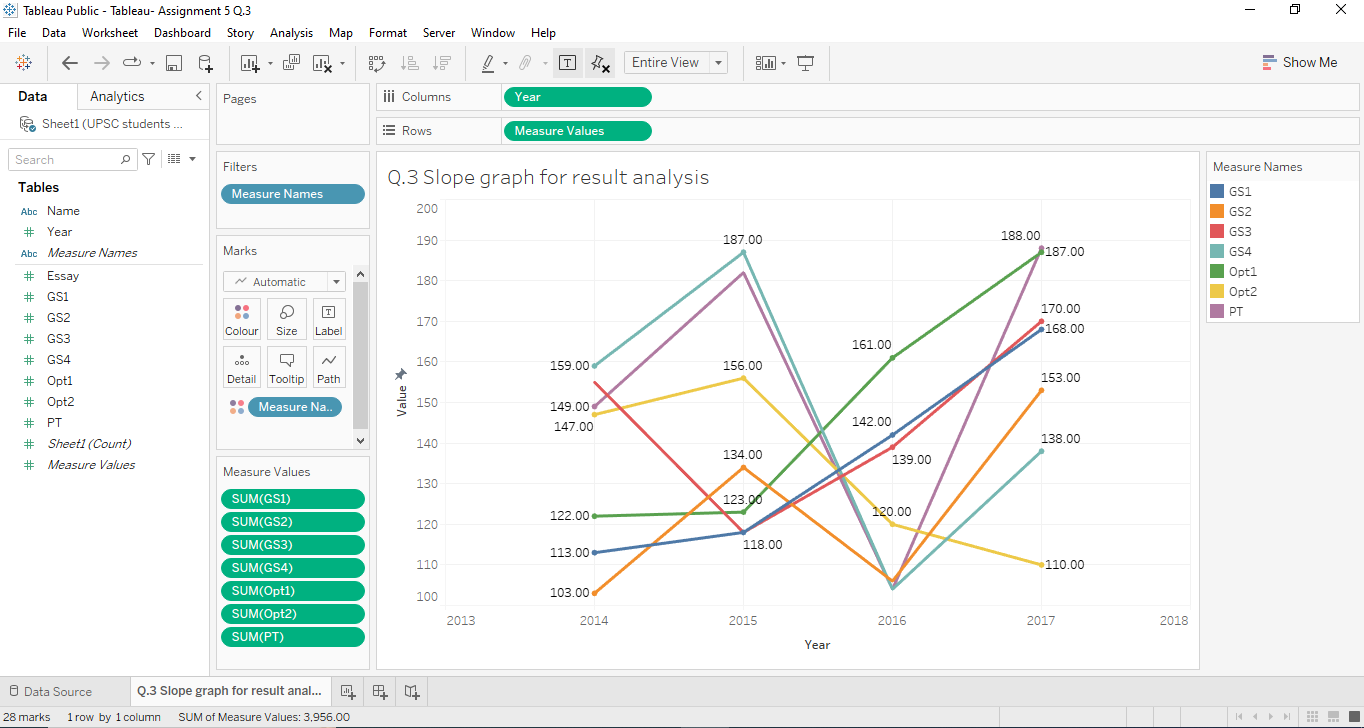 Tableau Public - Tableau- Assignment 5 Q.3
File Data Worksheet Dashboard Story Analysis Map Format Server Window Help
Entire View
Show Me
Data Analytics
Sheet1 (UPSC students ...
Search
Tables
Abc Name
# Year
Abc Measure Names
# Essay
# GS1
# GS2
# GS3
# GS4
# Opt1
# Opt2
# PT
# Sheet1 (Count)
# Measure Values
Pages
Filters
Measure Names
Marks
Automatic
Colour Size Label
Detail Tooltip Path
Measure Na..
Measure Values
SUM(GS1)
SUM(GS2)
SUM(GS3)
SUM(GS4)
SUM(Opt1)
SUM(Opt2)
SUM(PT)
Columns Year
Rows Measure Values
Q.3 Slope graph for result analysis
200
190
180
170
160
150
140
130
120
110
100
Value
159.00
149.00
147.00
122.00
113.00
103.00
187.00
156.00
134.00
123.00
118.00
161.00
142.00
139.00
120.00
188.00
187.00
170.00
168.00
153.00
138.00
110.00
2013 2014 2015 2016 2017 2018
Year
Measure Names
GS1
GS2
GS3
GS4
Opt1
Opt2
PT
Data Source Q.3 Slope graph for result anal...
28 marks 1 row by 1 column SUM of Measure Values: 3,956.00